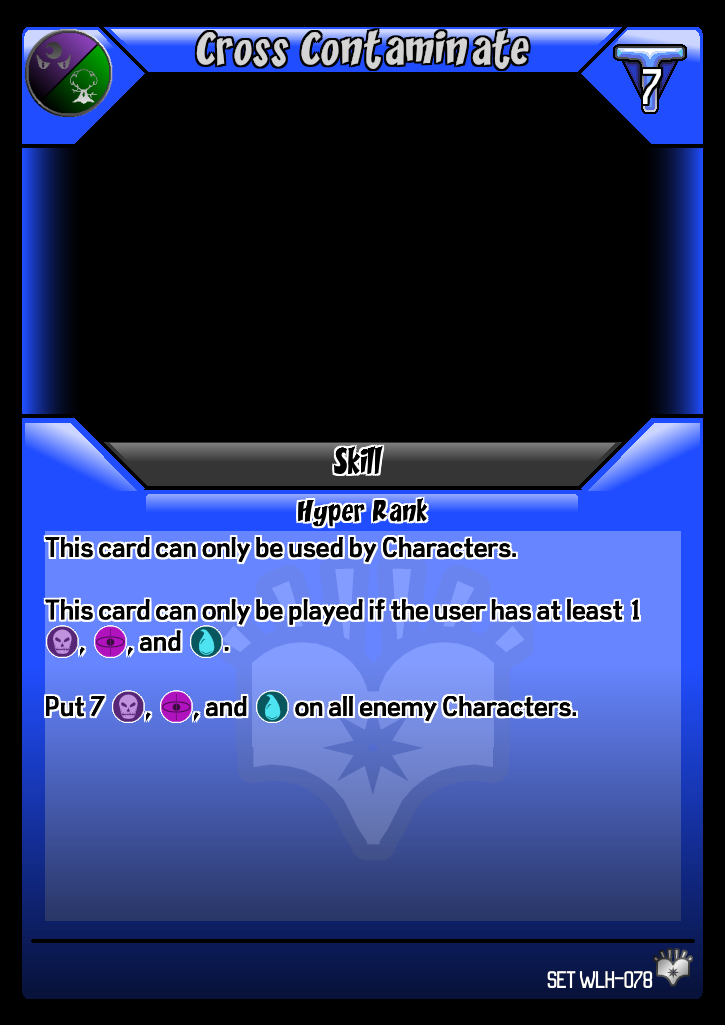 Cross Contaminate
7
Skill
Hyper Rank
This card can only be used by Characters.
This card can only be played if the user has at least 1
, , and .
Put 7 , , and on all enemy Characters.
SET WLH-078